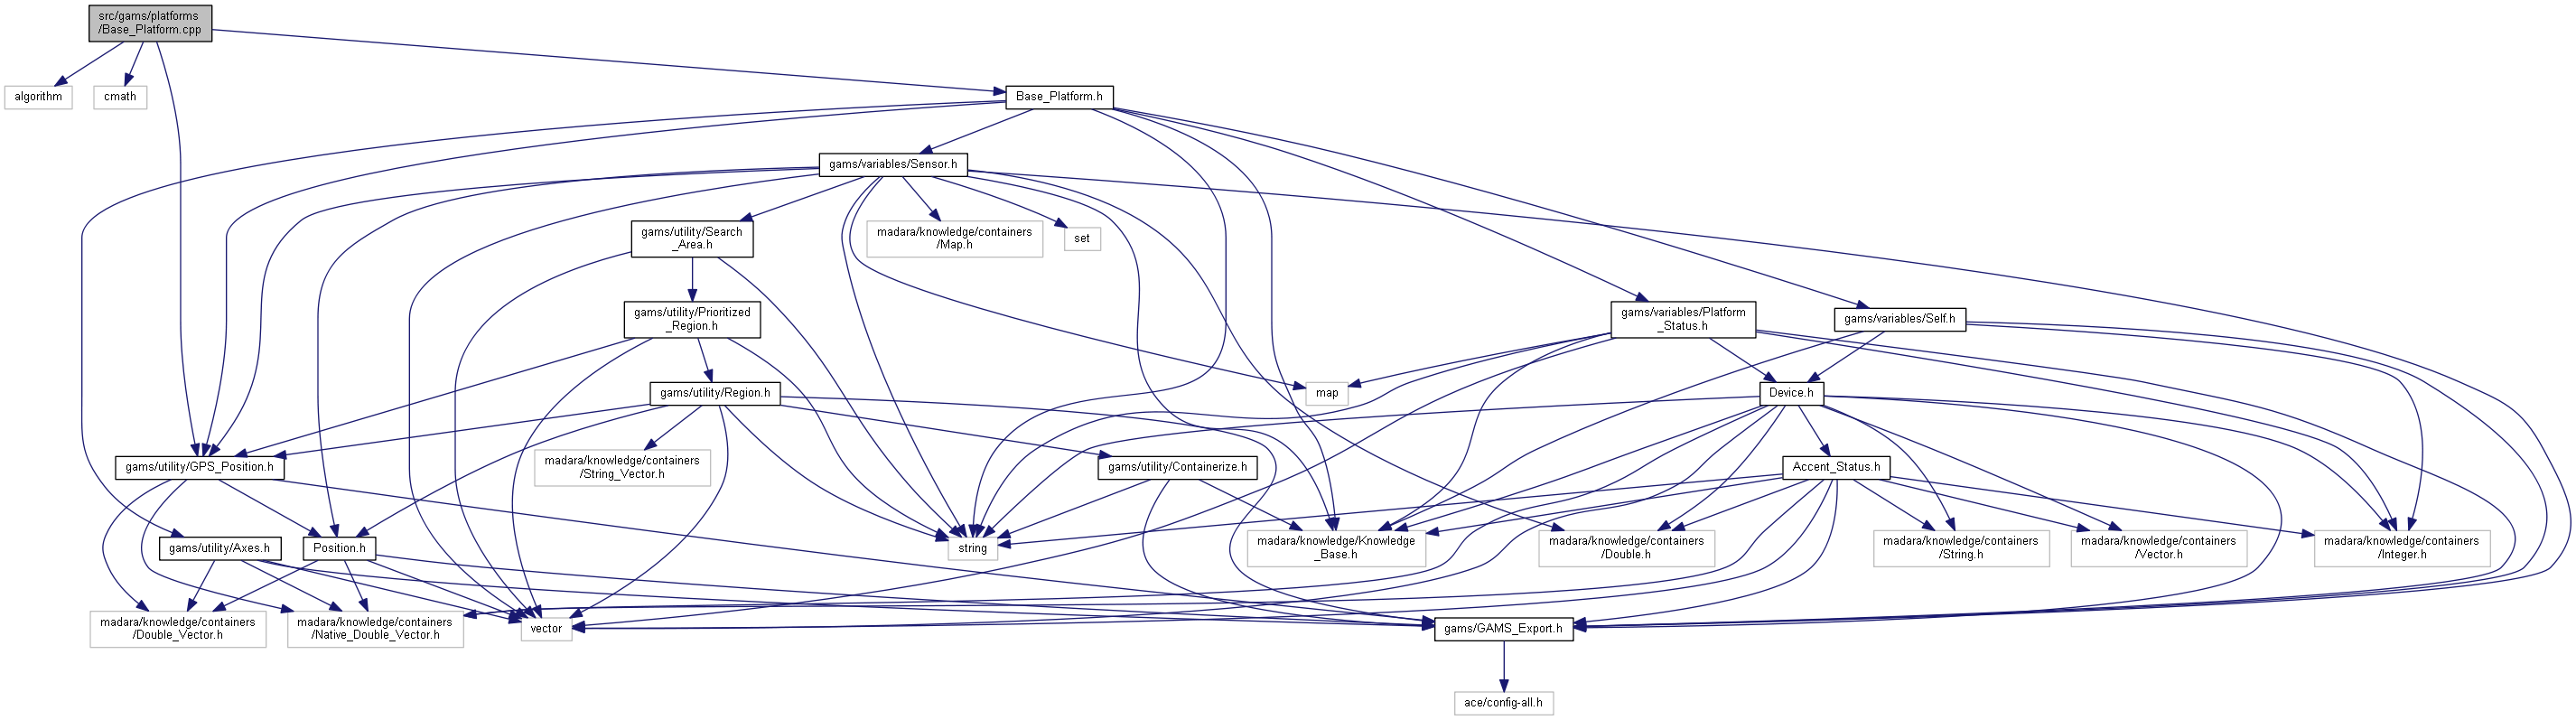 src/gams/platforms
/Base_Platform.cpp
algorithm
cmath
Base_Platform.h
gams/variables/Sensor.h
gams/utility/Search
_Area.h
madara/knowledge/containers
/Map.h
set
gams/utility/Prioritized
_Region.h
gams/variables/Platform
_Status.h
gams/variables/Self.h
gams/utility/Region.h
map
Device.h
gams/utility/GPS_Position.h
madara/knowledge/containers
/String_Vector.h
gams/utility/Containerize.h
Accent_Status.h
gams/utility/Axes.h
Position.h
string
madara/knowledge/Knowledge
_Base.h
madara/knowledge/containers
/Double.h
madara/knowledge/containers
/String.h
madara/knowledge/containers
/Vector.h
madara/knowledge/containers
/Integer.h
madara/knowledge/containers
/Double_Vector.h
madara/knowledge/containers
/Native_Double_Vector.h
vector
gams/GAMS_Export.h
ace/config-all.h